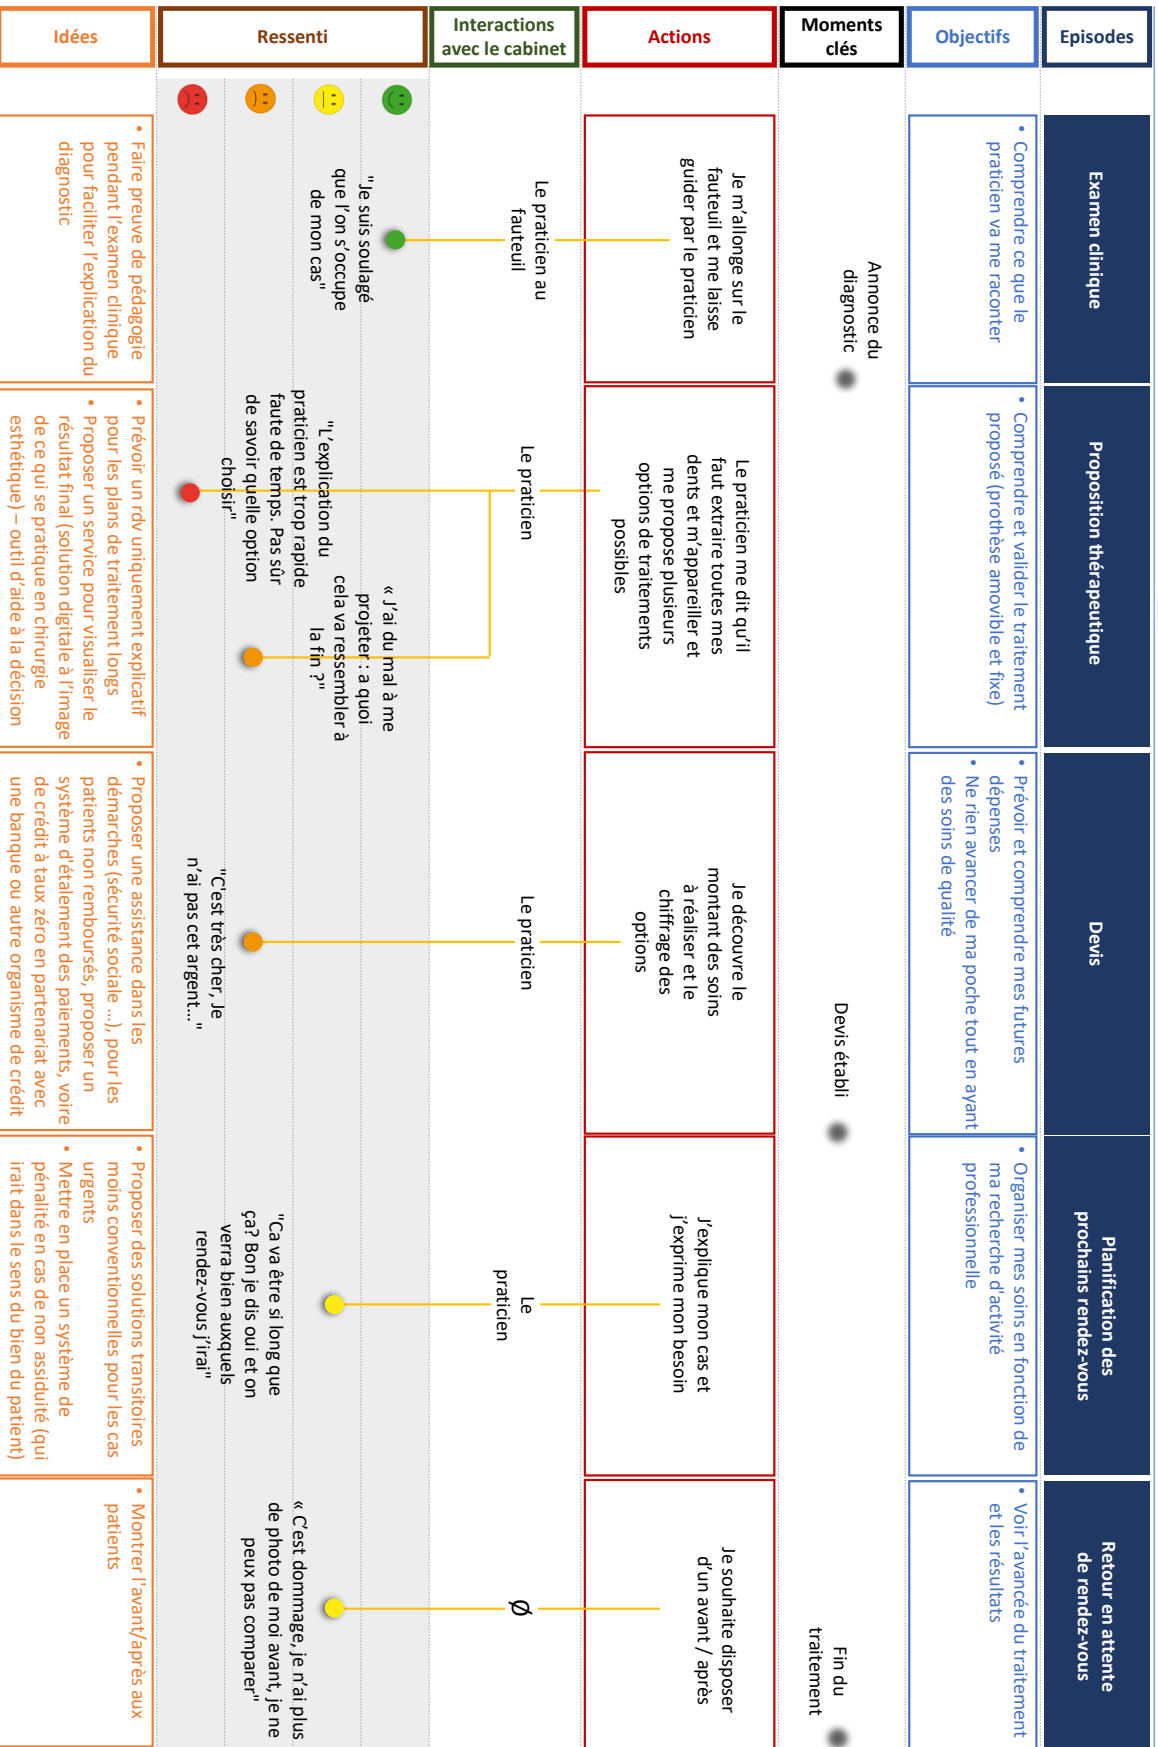 Episodes
Objectifs
Moments
clés
Actions
Interactions
avec le cabinet
Ressenti
Idées
Examen clinique
Proposition thérapeutique
Devis
Planification des
prochains rendez-vous
Retour en attente
de rendez-vous
• Comprendre ce que le
praticien va me raconter
• Comprendre et valider le traitement
proposé (prothèse amovible et fixe)
• Prévoir et comprendre mes futures
dépenses
• Ne rien avancer de ma poche tout en ayant
des soins de qualité
• Organiser mes soins en fonction de
ma recherche d'activité
professionnelle
• Voir l'avancée du traitement
et les résultats
Annonce du
diagnostic
Devis établi
Fin du
traitement
Je m'allonge sur le
fauteuil et me laisse
guider par le praticien
Le praticien me dit qu'il
faut extraire toutes mes
dents et m'appareiller et
me propose plusieurs
options de traitements
possibles
Je découvre le
montant des soins
à réaliser et le
chiffrage des
options
J'explique mon cas et
j'exprime mon besoin
Je souhaite disposer
d'un avant / après
Le praticien au
fauteuil
Le praticien
Le praticien
Le
praticien
Ø
"Je suis soulagé
que l'on s'occupe
de mon cas"
"L'explication du
praticien est trop rapide
faute de temps. Pas sûr
de savoir quelle option
choisir"
« J'ai du mal à me
projeter : a quoi
cela va ressembler à
la fin ?"
"C'est très cher, Je
n'ai pas cet argent..."
"Ca va être si long que
ça? Bon je dis oui et on
verra bien auxquels
rendez-vous j'irai"
« C'est dommage, je n'ai plus
de photo de moi avant, je ne
peux pas comparer"
• Faire preuve de pédagogie
pendant l'examen clinique
pour faciliter l'explication du
diagnostic
• Prévoir un rdv uniquement explicatif
pour les plans de traitement longs
• Proposer un service pour visualiser le
résultat final (solution digitale à l'image
de ce qui se pratique en chirurgie
esthétique) – outil d'aide à la décision
• Proposer une assistance dans les
démarches (sécurité sociale ...), pour les
patients non remboursés, proposer un
système d'étalement des paiements, voire
de crédit à taux zéro en partenariat avec
une banque ou autre organisme de crédit
• Proposer des solutions transitoires
moins conventionnelles pour les cas
urgents
• Mettre en place un système de
pénalité en cas de non assiduité (qui
irait dans le sens du bien du patient)
• Montrer l'avant/après aux
patients